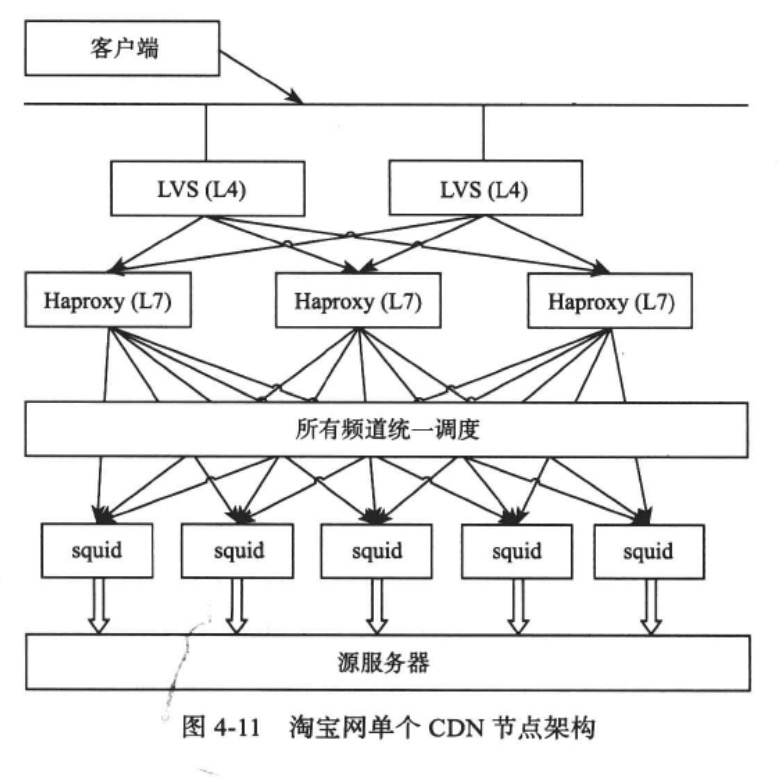 客户端
LVS (L4)
LVS (L4)
Haproxy (L7)
Haproxy (L7)
Haproxy (L7)
所有频道统一调度
squid
squid
squid
squid
squid
源服务器
图 4-11 淘宝网单个 CDN 节点架构